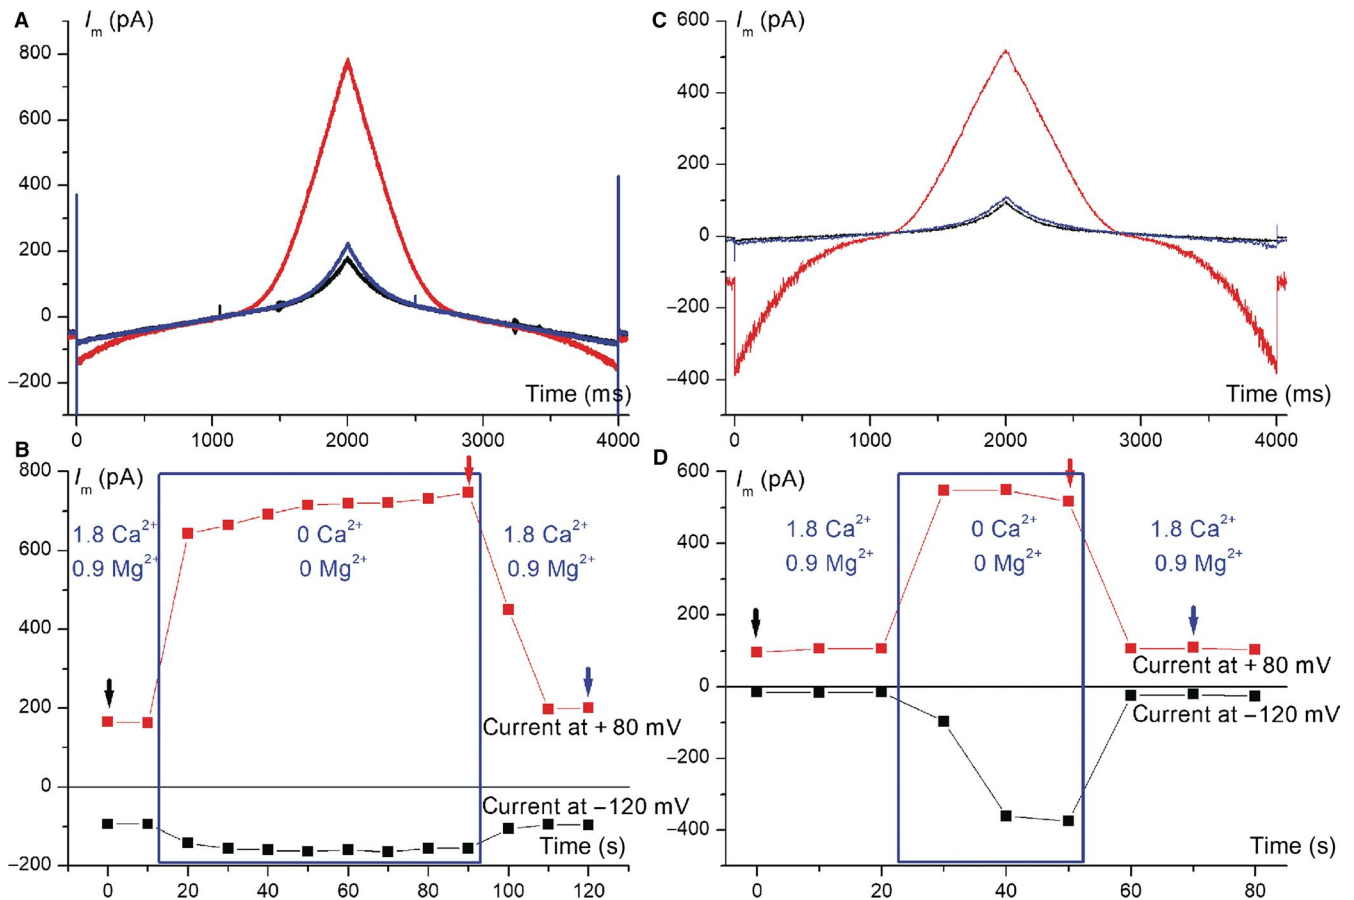 A
Iₘ (pA)
800
600
400
200
0
–200
Time (ms)
0
1000
2000
3000
4000
C
600
Iₘ (pA)
400
200
0
–200
–400
Time (ms)
0
1000
2000
3000
4000
B
800
Iₘ (pA)
1.8 Ca²⁺
0 Ca²⁺
1.8 Ca²⁺
0.9 Mg²⁺
0 Mg²⁺
0.9 Mg²⁺
600
400
200
Current at + 80 mV
0
Current at –120 mV
Time (s)
–200
0
20
40
60
80
100
120
D
600
Iₘ (pA)
1.8 Ca²⁺
0 Ca²⁺
1.8 Ca²⁺
0.9 Mg²⁺
0 Mg²⁺
0.9 Mg²⁺
400
200
Current at + 80 mV
0
Current at –120 mV
–200
–400
Time (s)
0
20
40
60
80